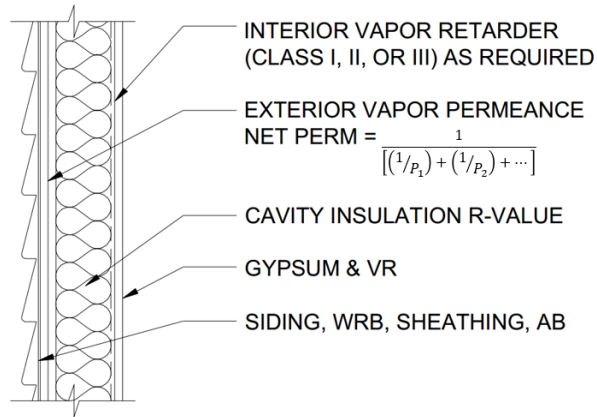 INTERIOR VAPOR RETARDER
(CLASS I, II, OR III) AS REQUIRED
EXTERIOR VAPOR PERMEANCE
NET PERM = 1 / [(1/P₁) + (1/P₂) + ⋯]
CAVITY INSULATION R-VALUE
GYPSUM & VR
SIDING, WRB, SHEATHING, AB